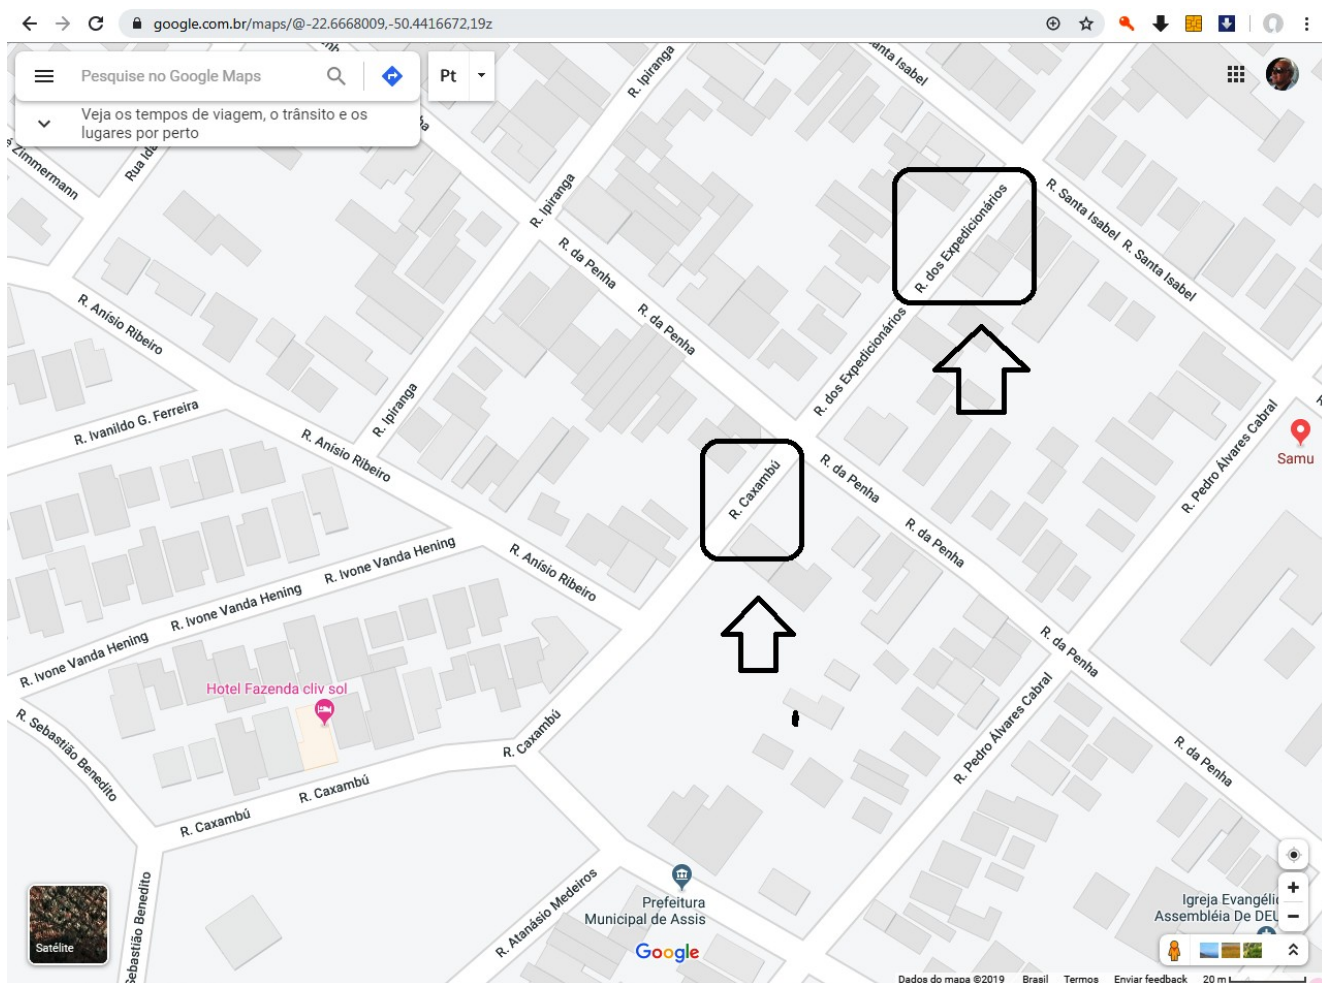 google.com.br/maps/@-22.6668009,-50.4416672,19z
Pesquise no Google Maps
Pt
Veja os tempos de viagem, o trânsito e os
lugares por perto
Zimmermann
R. Ipiranga
anta Isabel
R. Ipiranga
R. dos Expedicionários
R. Santa Isabel
R. Santa Isabel
R. da Penha
R. da Penha
R. Anísio Ribeiro
R. dos Expedicionários
R. Ipiranga
R. Ivanildo G. Ferreira
R. Anísio Ribeiro
R. Pedro Álvares Cabral
Samu
R. Caxambú
R. da Penha
R. da Penha
R. Anísio Ribeiro
R. Ivone Vanda Hening
R. Ivone Vanda Hening
R. Ivone Vanda Hening
R. da Penha
Hotel Fazenda cliv sol
R. Sebastião Benedito
R. Caxambú
R. Pedro Álvares Cabral
R. da Penha
R. Caxambú
R. Caxambú
Sebastião Benedito
R. Atanásio Medeiros
Prefeitura
Municipal de Assis
Igreja Evangéli
Assembléia De DEU
Satélite
Google
Dados do mapa ©2019 Brasil Termos Enviar feedback 20 m